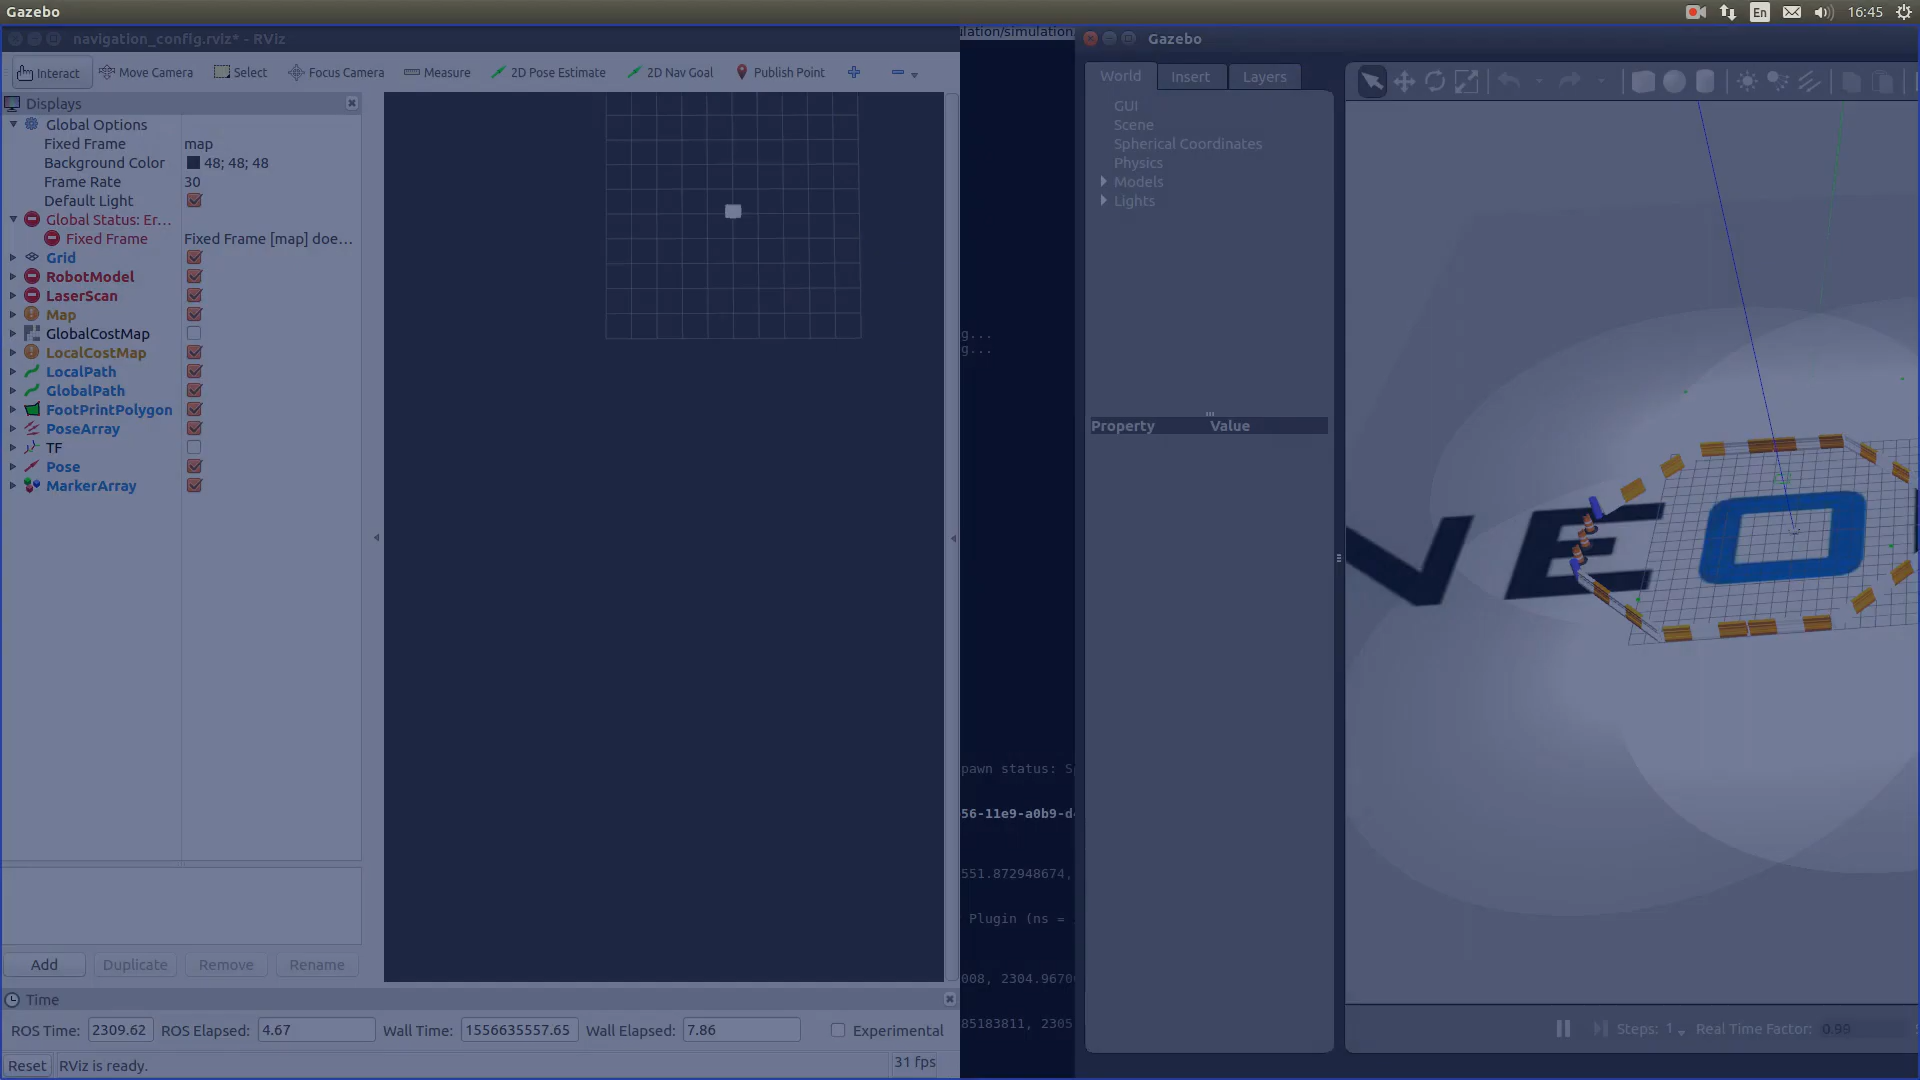 Gazebo
En
16:45
navigation_config.rviz* - RViz
Interact
Move Camera
Select
Focus Camera
Measure
2D Pose Estimate
2D Nav Goal
Publish Point
Displays
Global Options
Fixed Frame map
Background Color 48; 48; 48
Frame Rate 30
Default Light
Global Status: Er...
Fixed Frame Fixed Frame [map] doe...
Grid
RobotModel
LaserScan
Map
GlobalCostMap
LocalCostMap
LocalPath
GlobalPath
FootPrintPolygon
PoseArray
TF
Pose
MarkerArray
Add
Duplicate
Remove
Rename
Time
ROS Time: 2309.62 ROS Elapsed: 4.67 Wall Time: 1556635557.65 Wall Elapsed: 7.86 Experimental
Reset RViz is ready. 31 fps
lation/simulation
g...
g...
pawn status: S
56-11e9-a0b9-d
551.872948674,
Plugin (ns =
008, 2304.9670
85183811, 2305
Gazebo
World
Insert
Layers
GUI
Scene
Spherical Coordinates
Physics
Models
Lights
Property Value
VEO
Steps: 1 Real Time Factor: 0.99